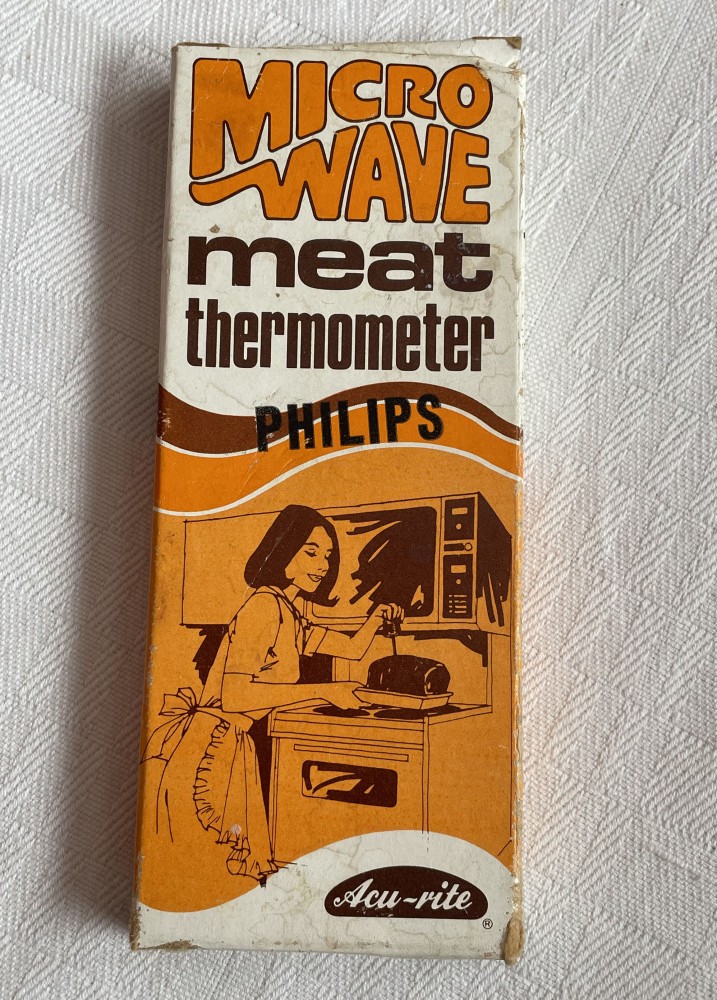 MICRO
WAVE
meat
thermometer
PHILIPS
Acu-rite
®